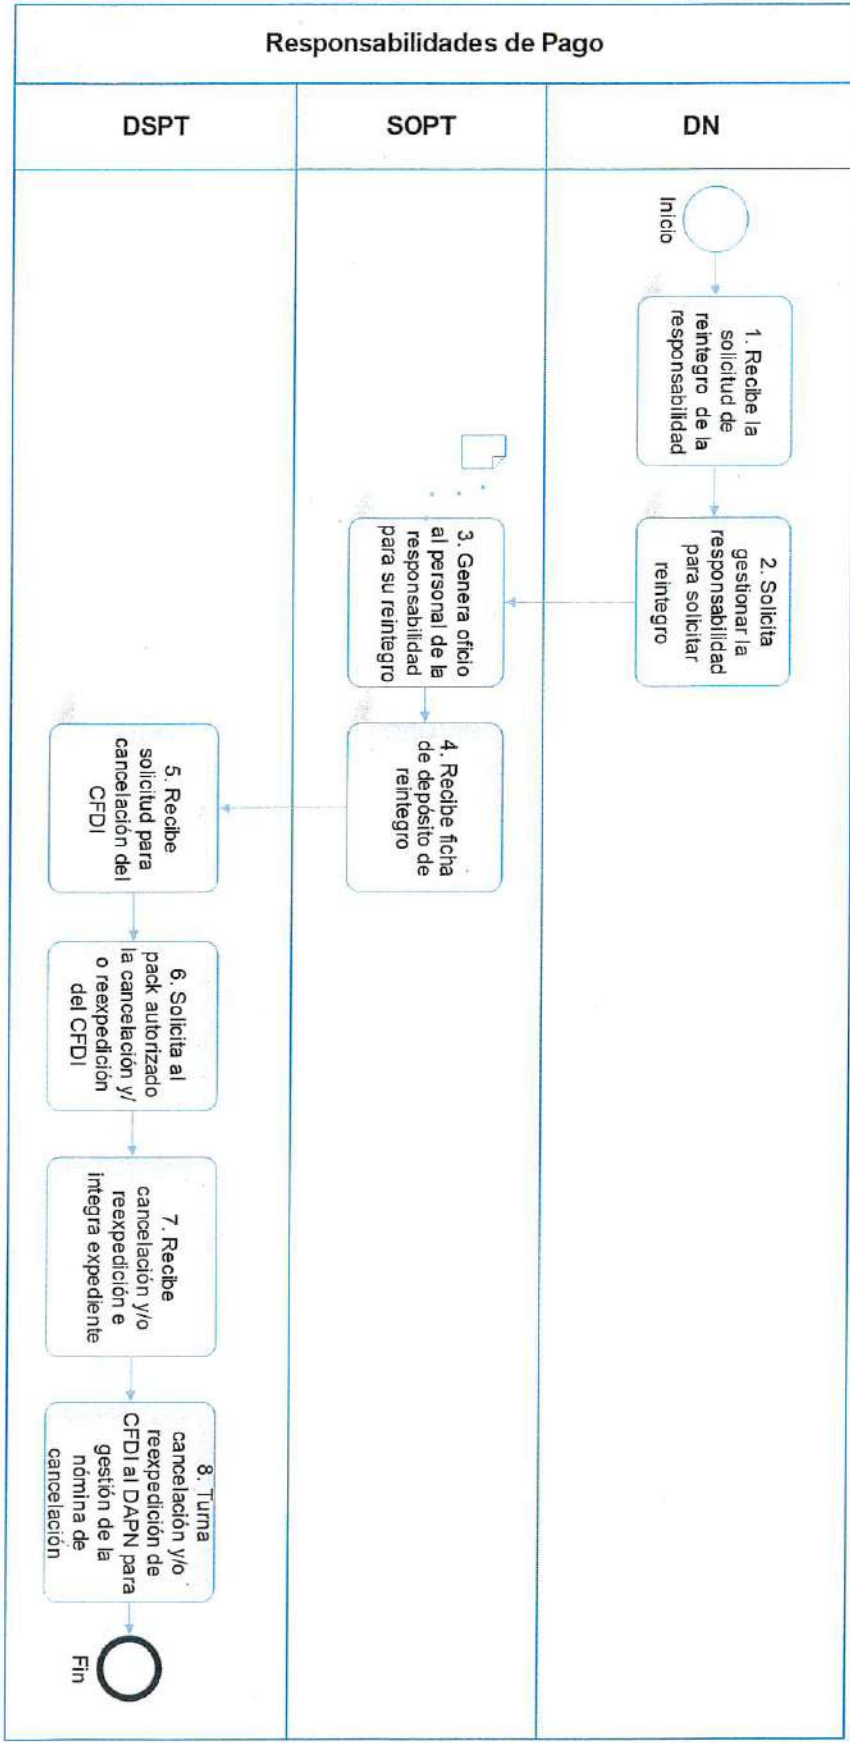 Responsabilidades de Pago
DSPT
SOPT
DN
Inicio
1. Recibe la
solicitud de
reintegro de la
responsabilidad
2. Solicita
gestionar la
responsabilidad
para solicitar
reintegro
3. Genera oficio
al personal de la
responsabilidad
para su reintegro
4. Recibe ficha
de depósito de
reintegro
5. Recibe
solicitud para
cancelación del
CFDI
6. Solicita al
pack autorizado
la cancelación y/
o reexpedición
del CFDI
7. Recibe
cancelación y/o
reexpedición e
integra expediente
8. Turna
cancelación y/o
reexpedición de
CFDI al DAPN para
gestión de la
nómina de
cancelación
Fin